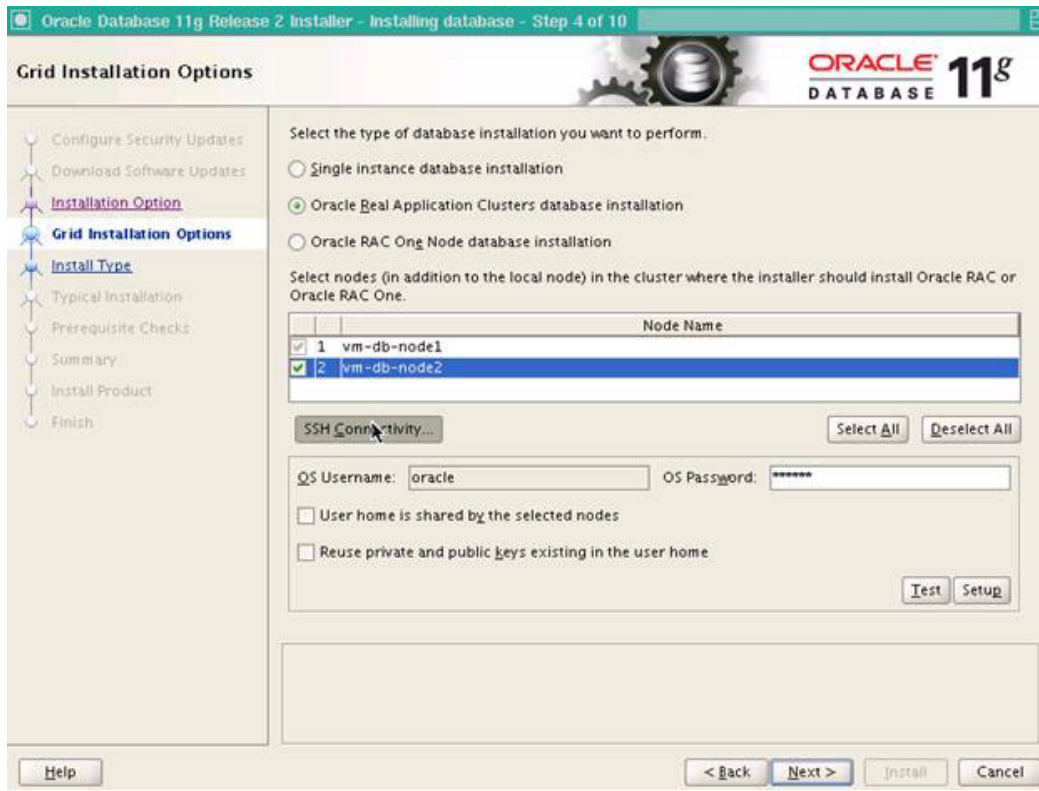 Oracle Database 11g Release 2 Installer - Installing database - Step 4 of 10
Grid Installation Options
ORACLE
DATABASE 11g
Configure Security Updates
Download Software Updates
Installation Option
Grid Installation Options
Install Type
Typical Installation
Prerequisite Checks
Summary
Install Product
Finish
Select the type of database installation you want to perform.
Single instance database installation
Oracle Real Application Clusters database installation
Oracle RAC One Node database installation
Select nodes (in addition to the local node) in the cluster where the installer should install Oracle RAC or
Oracle RAC One.
Node Name
1 vm-db-node1
2 vm-db-node2
SSH Connectivity...
Select All
Deselect All
OS Username: oracle
OS Password: ******
User home is shared by the selected nodes
Reuse private and public keys existing in the user home
Test
Setup
Help
< Back
Next >
Install
Cancel